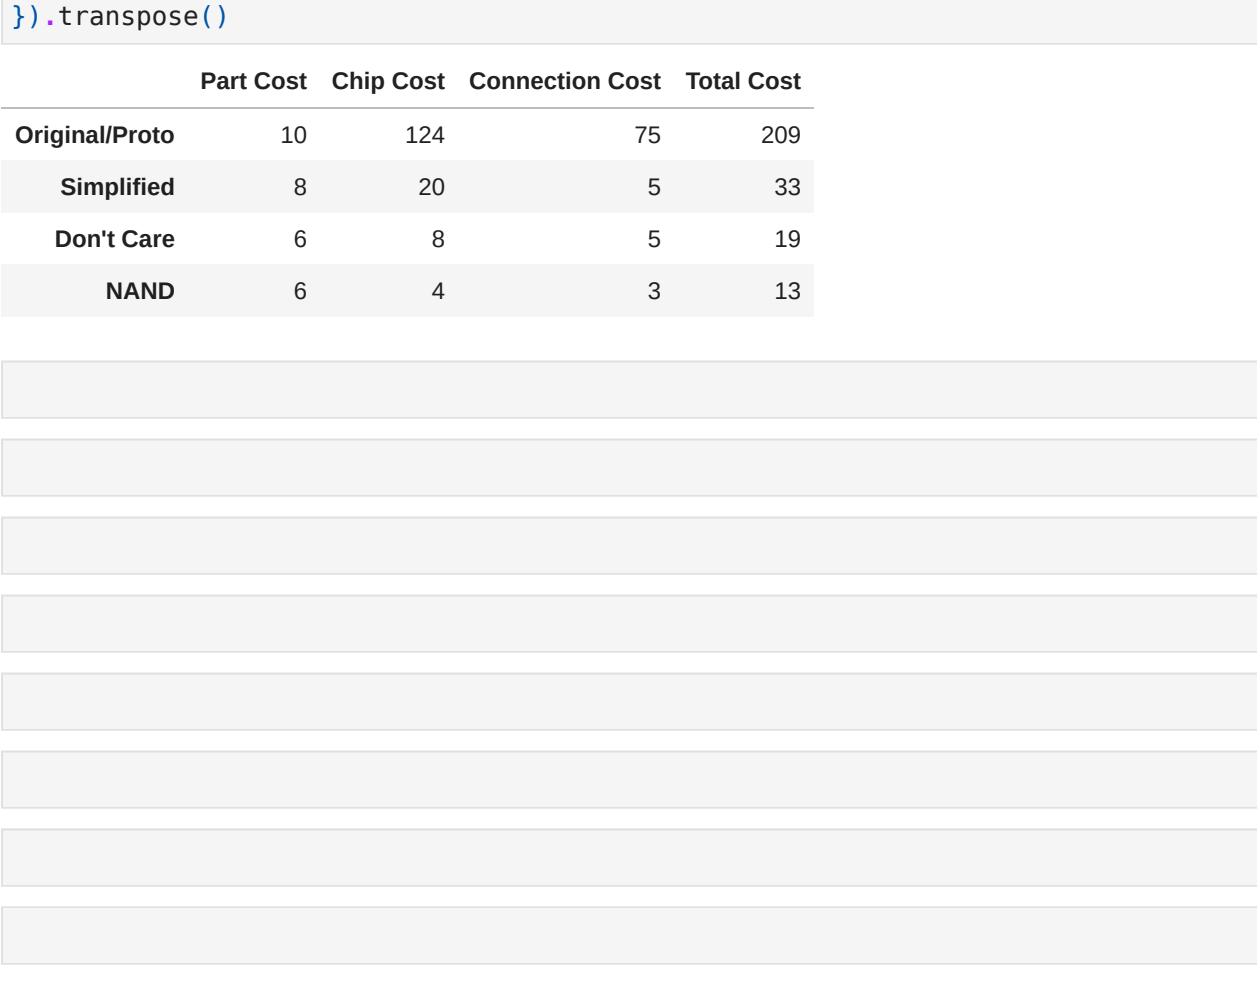 }).transpose()
Part Cost Chip Cost Connection Cost Total Cost
Original/Proto 10 124 75 209
Simplified 8 20 5 33
Don't Care 6 8 5 19
NAND 6 4 3 13